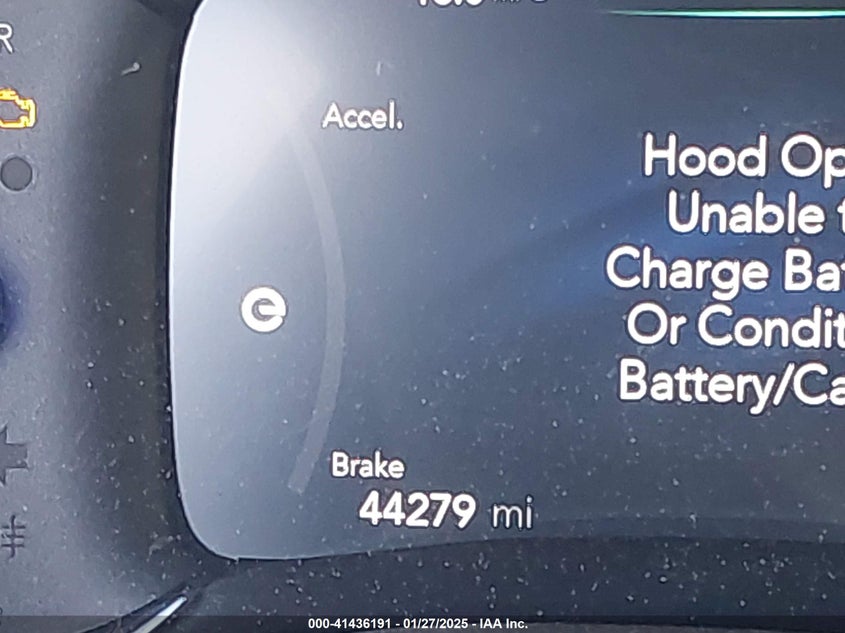 R
Accel.
Hood Op
Unable
Charge Bat
Or Condit
Battery/Ca
Brake
44279 mi
000-41436191 - 01/27/2025 - IAA Inc.